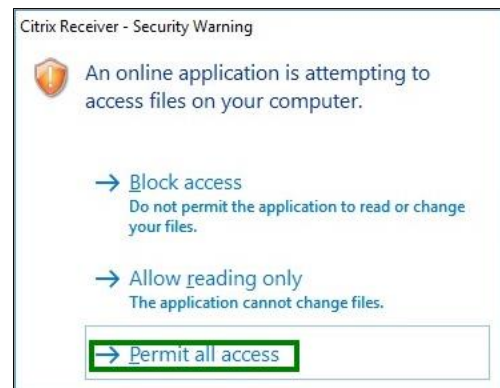 Citrix Receiver - Security Warning
An online application is attempting to
access files on your computer.
→ Block access
Do not permit the application to read or change
your files.
→ Allow reading only
The application cannot change files.
→ Permit all access